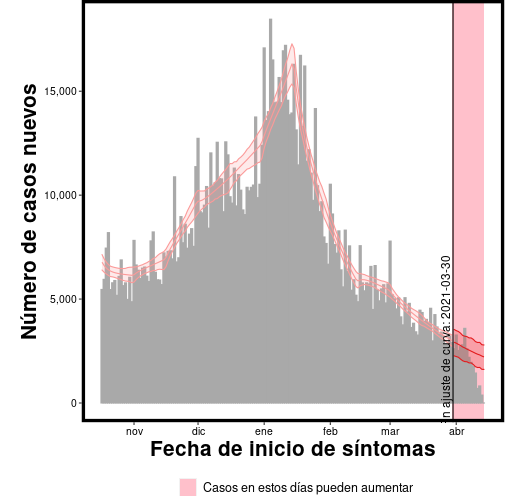 Número de casos nuevos
15,000
10,000
5,000
0
n ajuste de curva: 2021-03-30
nov
dic
ene
feb
mar
abr
Fecha de inicio de síntomas
Casos en estos días pueden aumentar